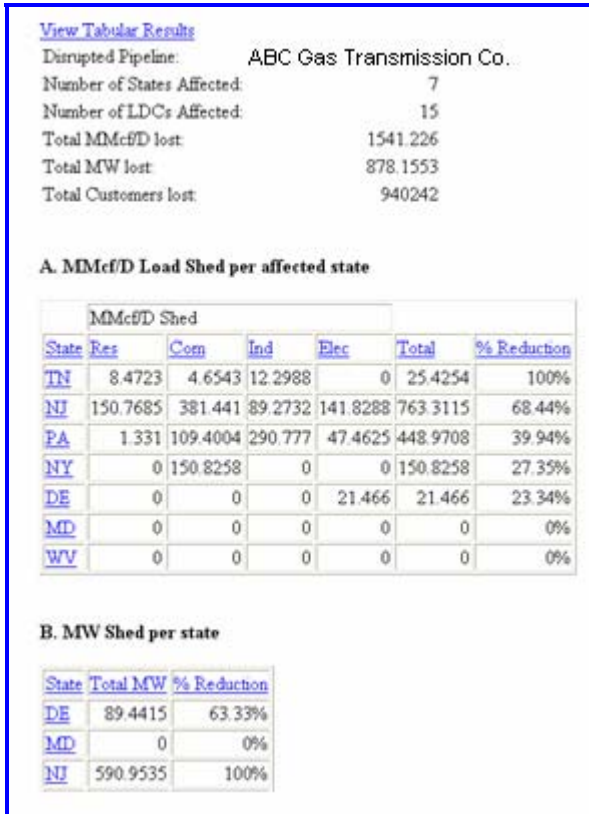 View Tabular Results
Disrupted Pipeline: ABC Gas Transmission Co.
Number of States Affected: 7
Number of LDCs Affected: 15
Total MMcf/D lost: 1541.226
Total MW lost: 878.1553
Total Customers lost: 940242
A. MMcf/D Load Shed per affected state
MMcf/D Shed
State Res Com Ind Elec Total % Reduction
TN 8.4723 4.6543 12.2988 0 25.4254 100%
NJ 150.7685 381.441 89.2732 141.8288 763.3115 68.44%
PA 1.331 109.4004 290.777 47.4625 448.9708 39.94%
NY 0 150.8258 0 0 150.8258 27.35%
DE 0 0 0 21.466 21.466 23.34%
MD 0 0 0 0 0 0%
WV 0 0 0 0 0 0%
B. MW Shed per state
State Total MW % Reduction
DE 89.4415 63.33%
MD 0 0%
NJ 590.9535 100%